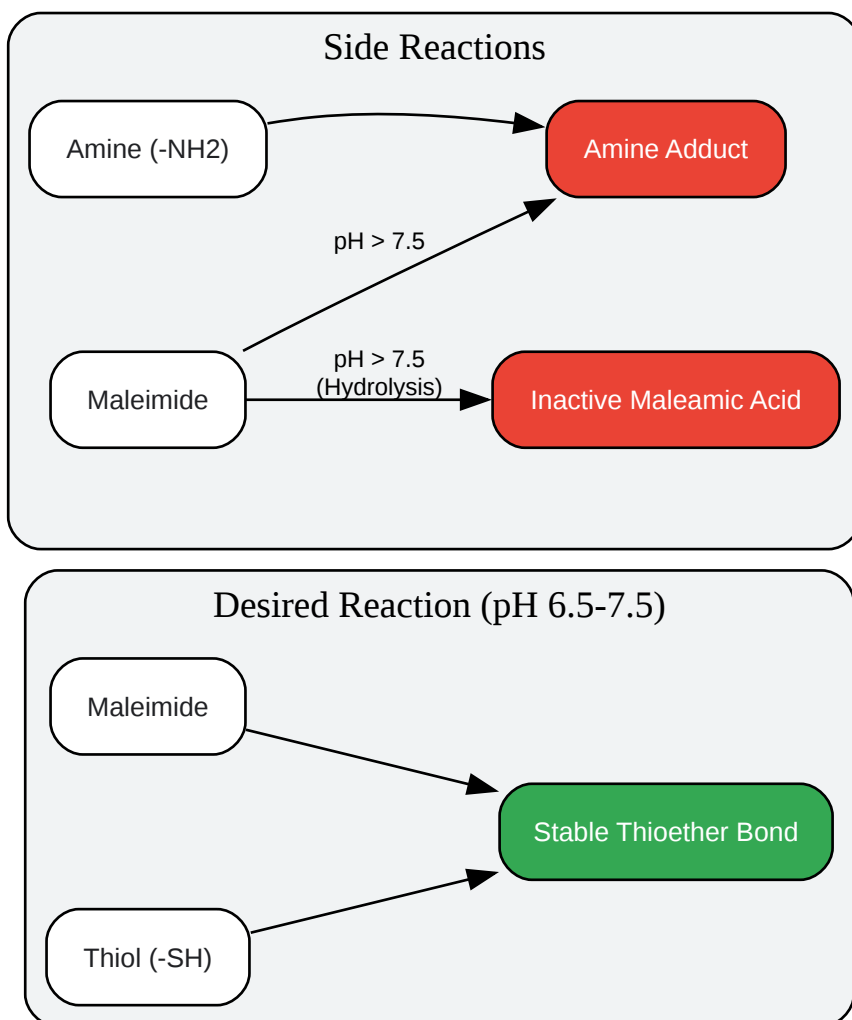 Side Reactions
Amine (-NH2)
Amine Adduct
pH > 7.5
pH > 7.5
(Hydrolysis)
Maleimide
Inactive Maleamic Acid
Desired Reaction (pH 6.5-7.5)
Maleimide
Stable Thioether Bond
Thiol (-SH)